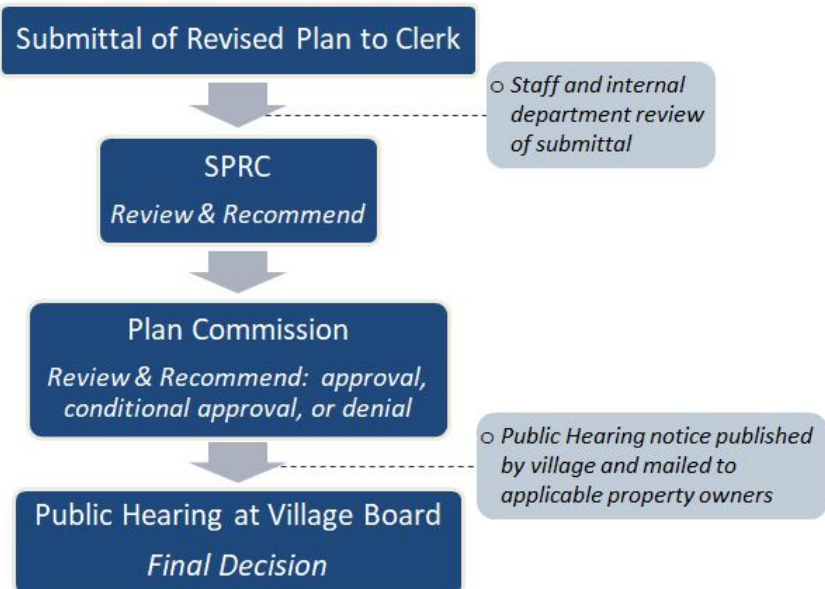 Submittal of Revised Plan to Clerk
o Staff and internal
department review
of submittal
SPRC
Review & Recommend
Plan Commission
Review & Recommend: approval,
conditional approval, or denial
o Public Hearing notice published
by village and mailed to
applicable property owners
Public Hearing at Village Board
Final Decision